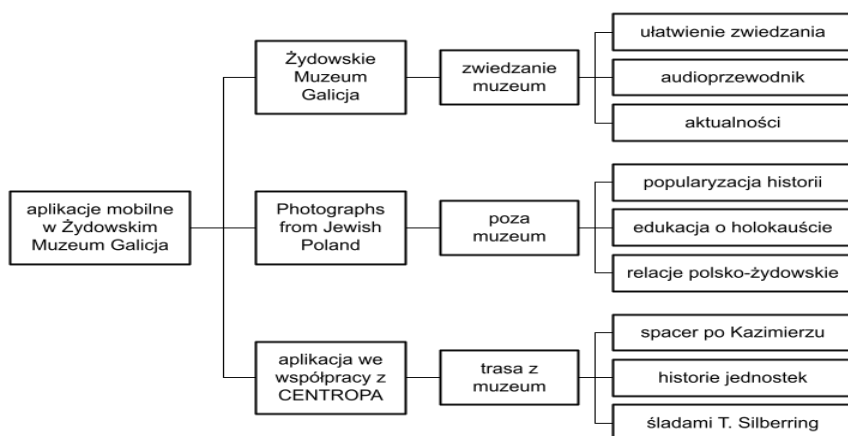 aplikacje mobilne
w Żydowskim
Muzeum Galicja
Żydowskie
Muzeum
Galicja
zwiedzanie
muzeum
ułatwienie zwiedzania
audioprzewodnik
aktualności
Photographs
from Jewish
Poland
poza
muzeum
popularyzacja historii
edukacja o holokauście
relacje polsko-żydowskie
aplikacja we
współpracy z
CENTROPA
trasa z
muzeum
spacer po Kazimierzu
historie jednostek
śladami T. Silberring